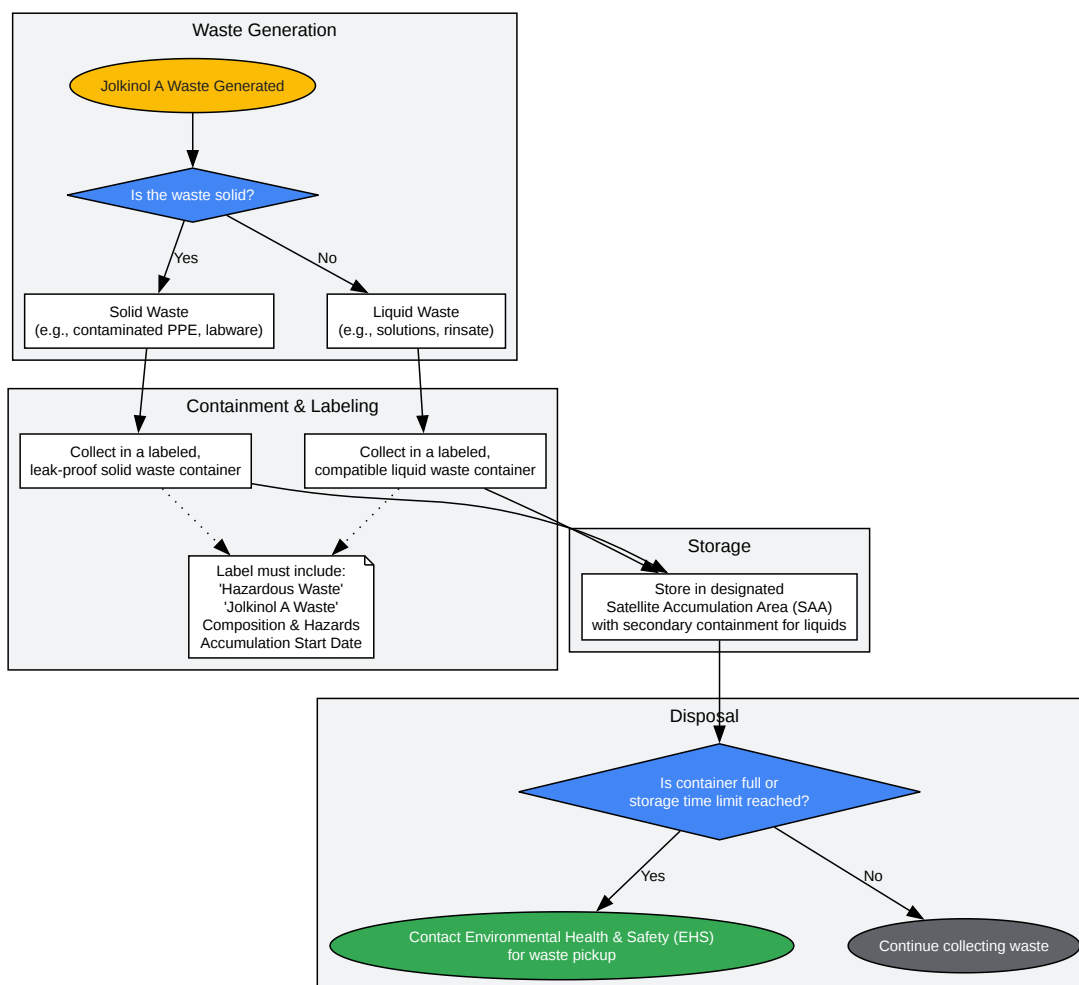 Waste Generation
Jolkinol A Waste Generated
Is the waste solid?
Yes
No
Solid Waste
(e.g., contaminated PPE, labware)
Liquid Waste
(e.g., solutions, rinsate)
Containment & Labeling
Collect in a labeled,
leak-proof solid waste container
Collect in a labeled,
compatible liquid waste container
Label must include:
'Hazardous Waste'
'Jolkinol A Waste'
Composition & Hazards
Accumulation Start Date
Storage
Store in designated
Satellite Accumulation Area (SAA)
with secondary containment for liquids
Disposal
Is container full or
storage time limit reached?
Yes
No
Contact Environmental Health & Safety (EHS)
for waste pickup
Continue collecting waste